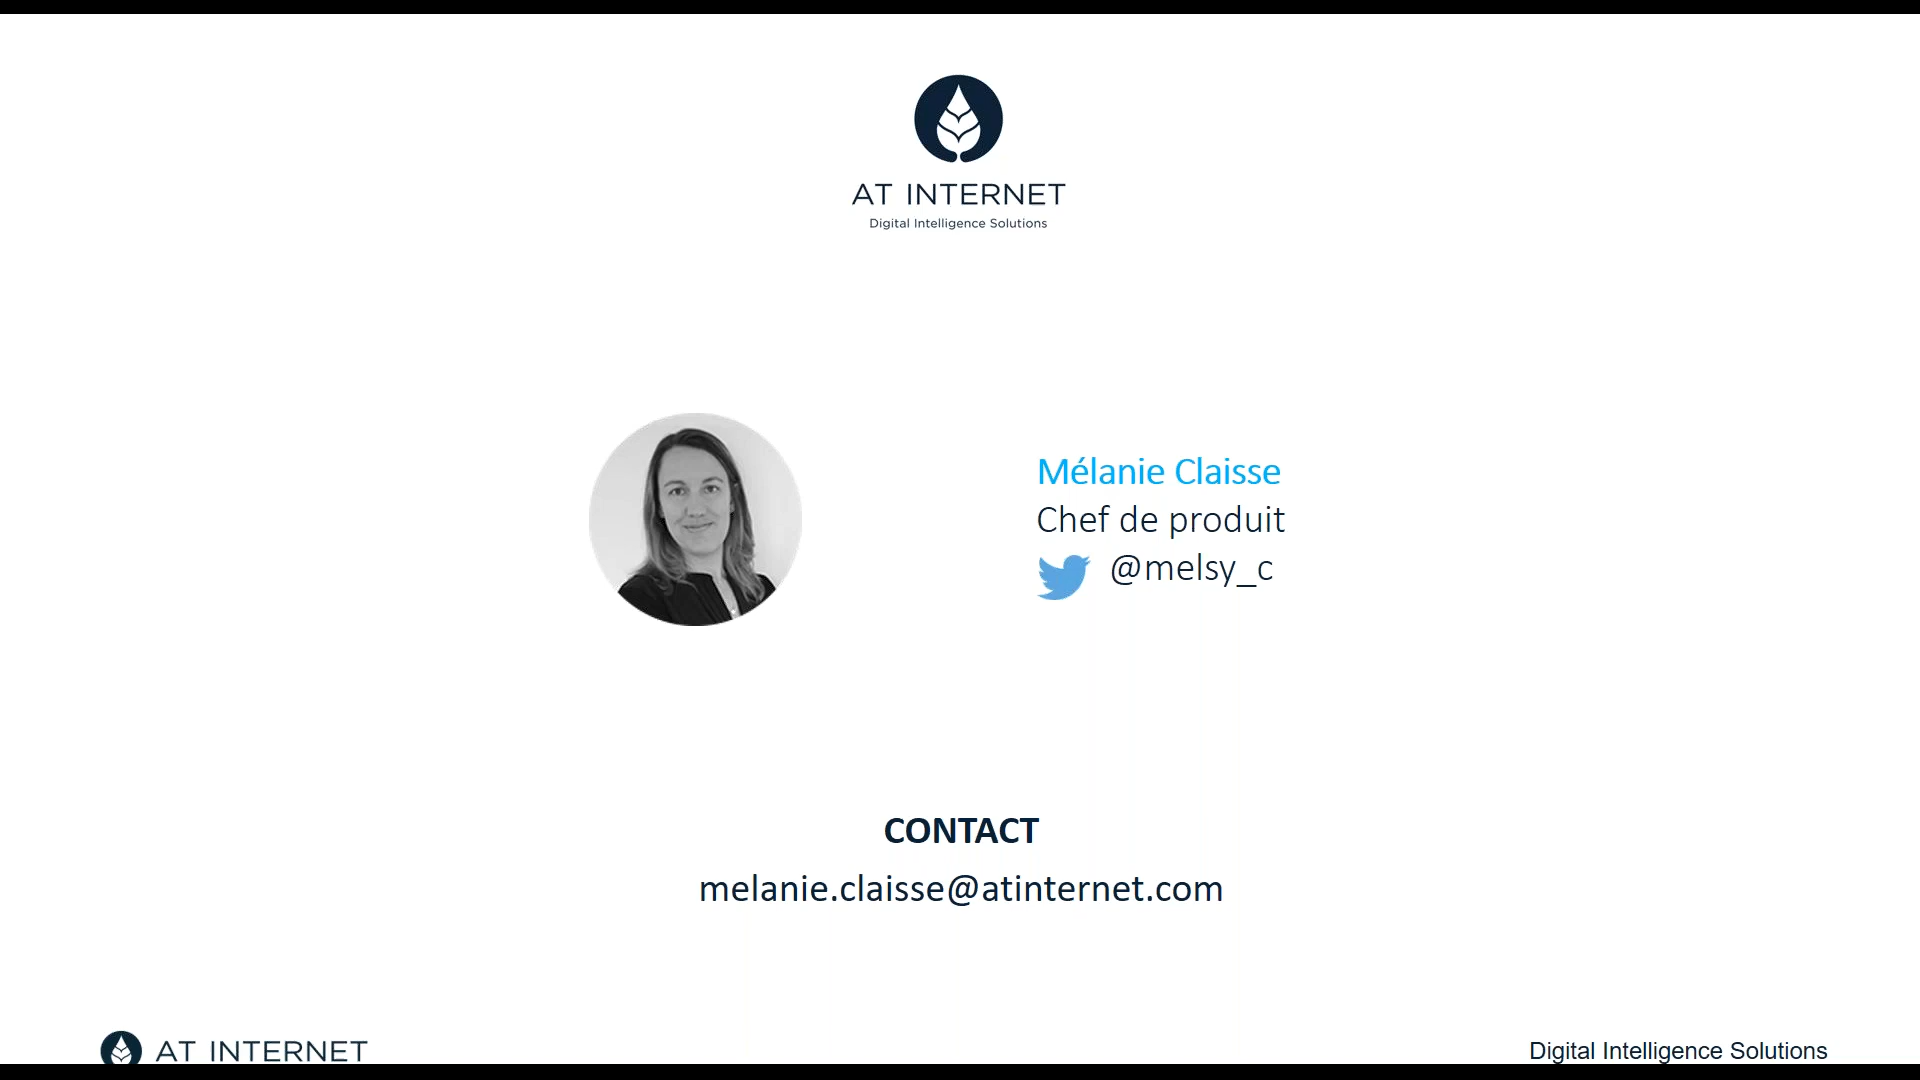 AT INTERNET
Digital Intelligence Solutions
Mélanie Claisse
Chef de produit
@melsy_c
CONTACT
melanie.claisse@atinternet.com
AT INTERNET
Digital Intelligence Solutions